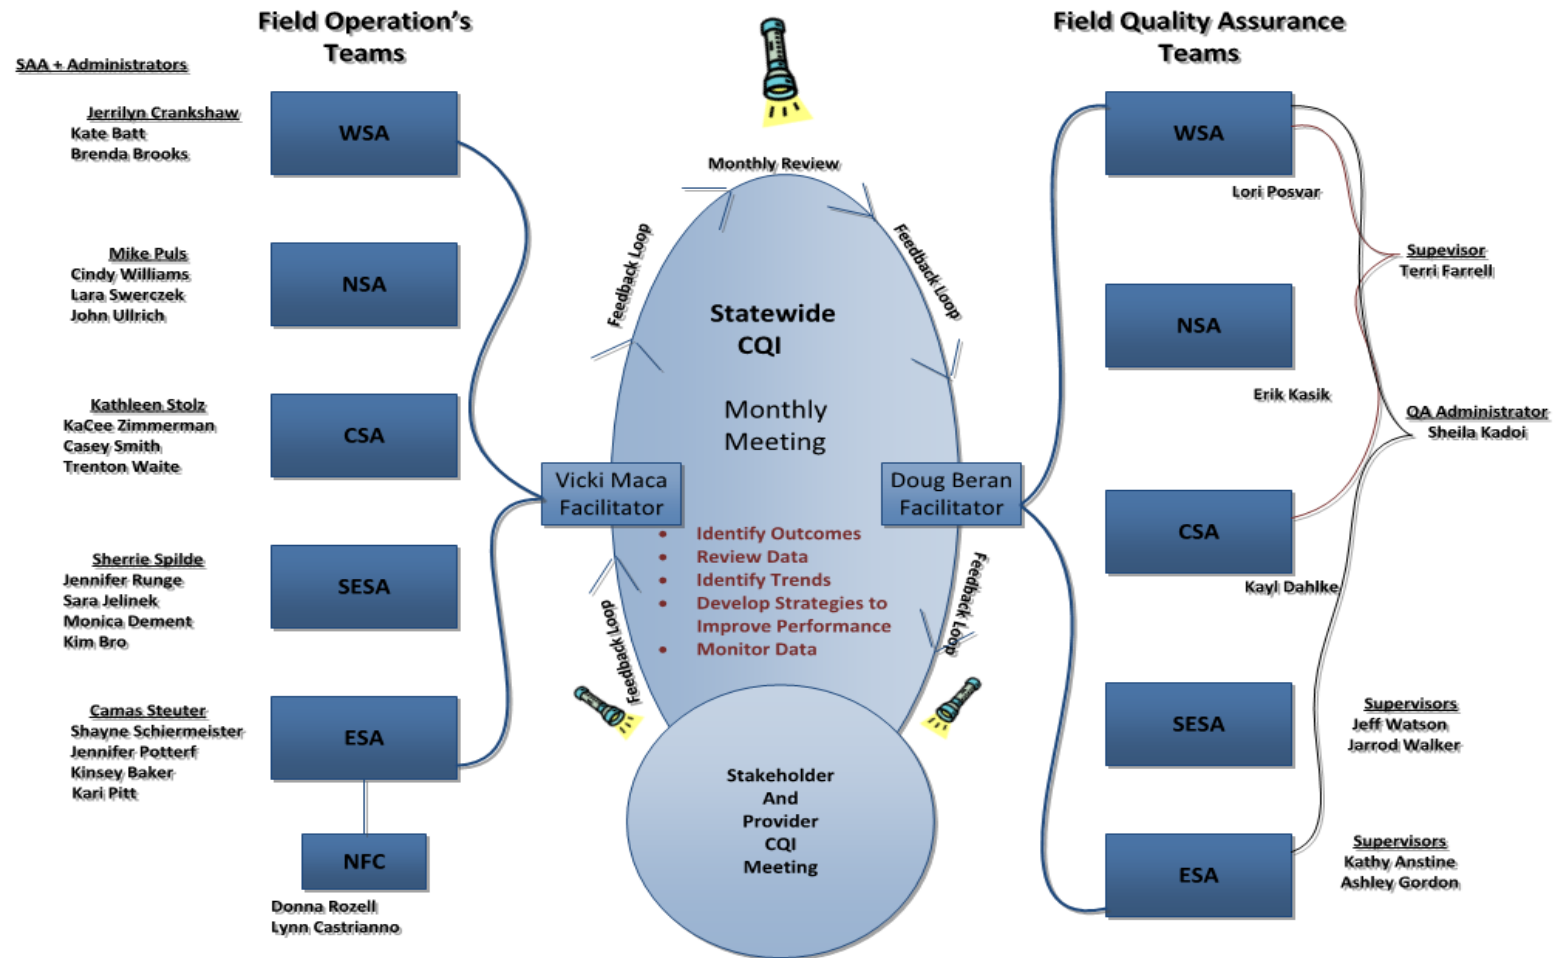 Field Operation's
Teams
SAA + Administrators
Jerrilyn Crankshaw
Kate Batt
Brenda Brooks
WSA
Mike Puls
Cindy Williams
Lara Swerczek
John Ullrich
NSA
Kathleen Stolz
KaCee Zimmerman
Casey Smith
Trenton Waite
CSA
Sherrie Spilde
Jennifer Runge
Sara Jelinek
Monica Dement
Kim Bro
SESA
Camas Steuter
Shayne Schiermeister
Jennifer Potterf
Kinsey Baker
Kari Pitt
ESA
NFC
Donna Rozell
Lynn Castrianno
Monthly Review
Feedback Loop
Feedback Loop
Statewide
CQI
Monthly
Meeting
Vicki Maca
Facilitator
Doug Beran
Facilitator
• Identify Outcomes
• Review Data
• Identify Trends
• Develop Strategies to
Improve Performance
• Monitor Data
Feedback Loop
Feedback Loop
Stakeholder
And
Provider
CQI
Meeting
Field Quality Assurance
Teams
WSA
Lori Posvar
Supevisor
Terri Farrell
NSA
Erik Kasik
QA Administrator
Sheila Kadoi
CSA
Kayl Dahlke
SESA
Supervisors
Jeff Watson
Jarrod Walker
ESA
Supervisors
Kathy Anstine
Ashley Gordon